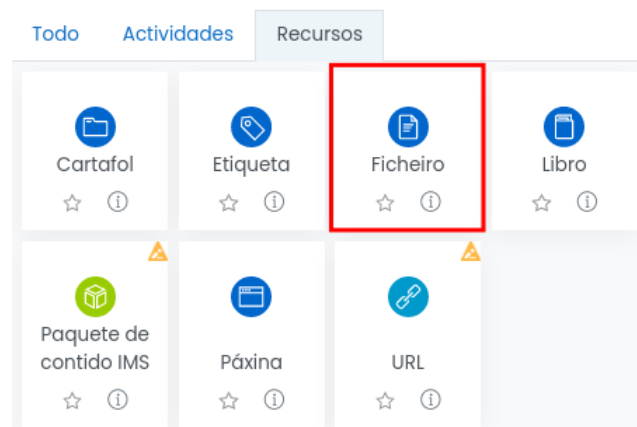 Todo Actividades Recursos
Cartafol Etiqueta Ficheiro Libro
Paquete de
contido IMS Páxina URL